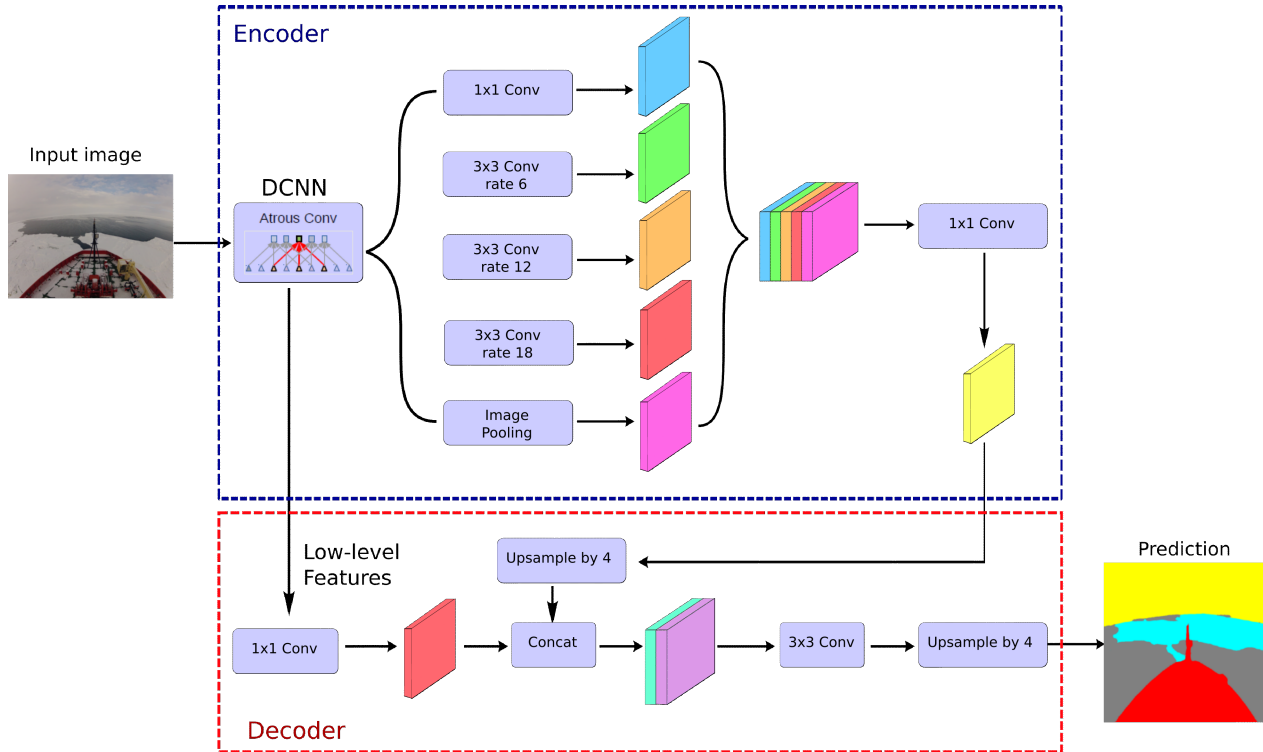 Encoder
Input image
DCNN
Atrous Conv
1x1 Conv
3x3 Conv
rate 6
3x3 Conv
rate 12
3x3 Conv
rate 18
Image
Pooling
1x1 Conv
Low-level
Features
Upsample by 4
1x1 Conv
Concat
3x3 Conv
Upsample by 4
Prediction
Decoder